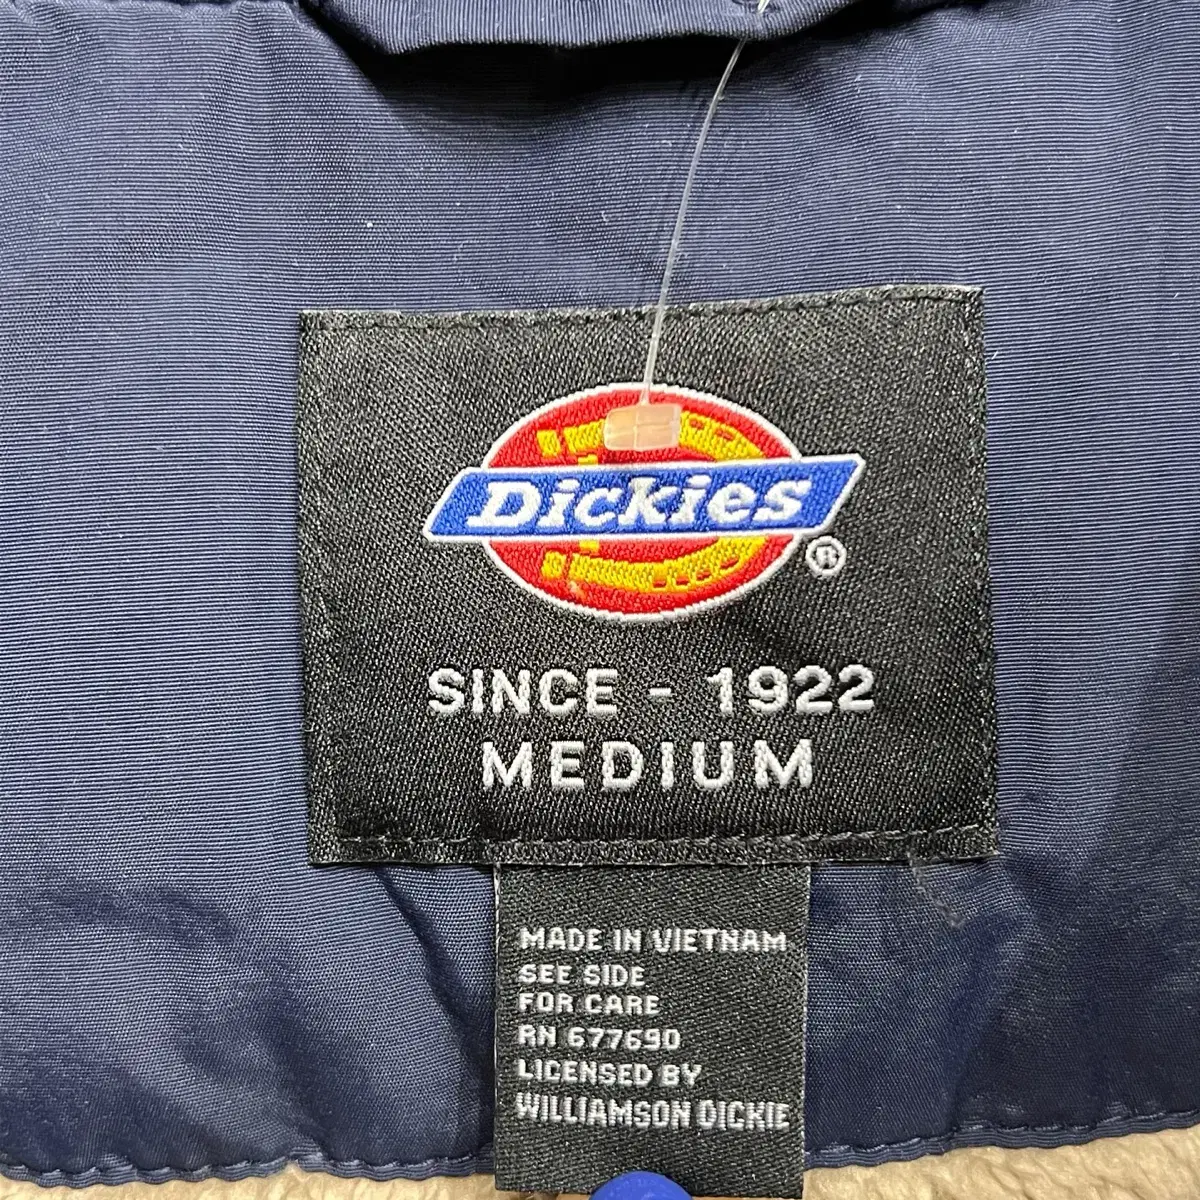 Dickies
®
SINCE - 1922
MEDIUM
MADE IN VIETNAM
SEE SIDE
FOR CARE
RN 677690
LICENSED BY
WILLIAMSON DICKIE